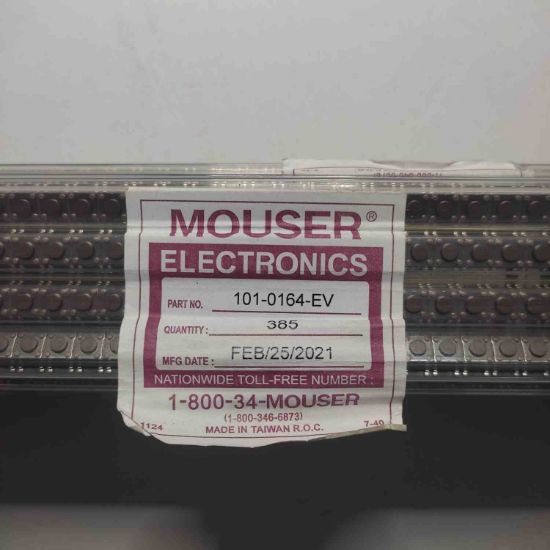 MOUSER®
ELECTRONICS
PART NO. 101-0164-EV
QUANTITY : 385
MFG DATE : FEB/25/2021
NATIONWIDE TOLL-FREE NUMBER :
1-800-34-MOUSER
(1-800-346-6873)
1124 MADE IN TAIWAN R.O.C. 7-40